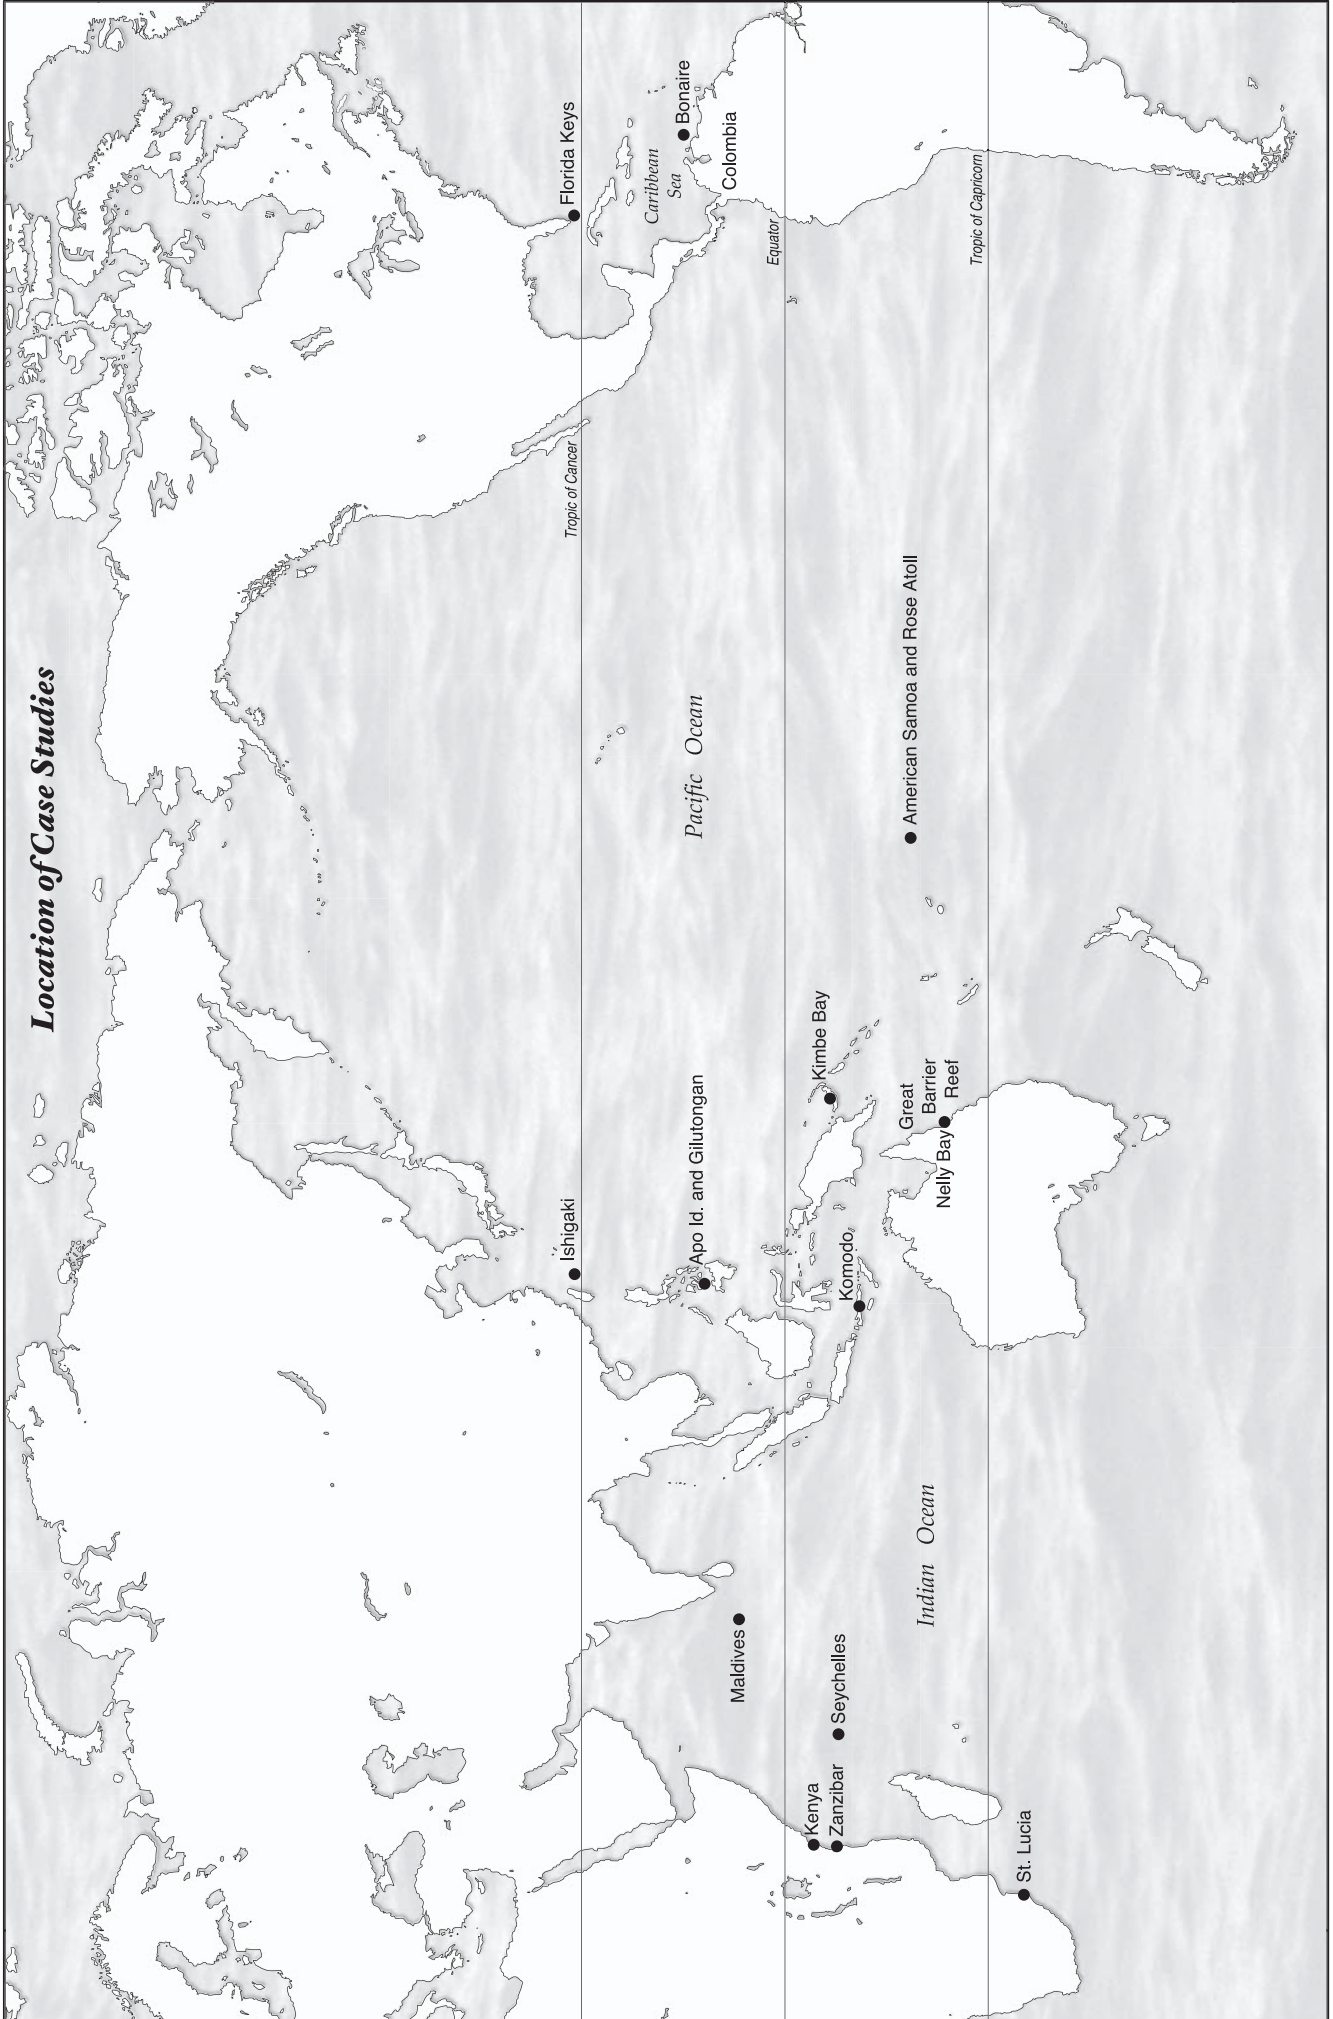 Location of Case Studies
Florida Keys
Bonaire
Caribbean
Sea
Colombia
Tropic of Cancer
Equator
Tropic of Capricorn
Pacific Ocean
American Samoa and Rose Atoll
Ishigaki
Apo Id. and Gilutongan
Kimbe Bay
Komodo
Great
Barrier
Reef
Nelly Bay
Indian Ocean
Maldives
Seychelles
Kenya
Zanzibar
St. Lucia